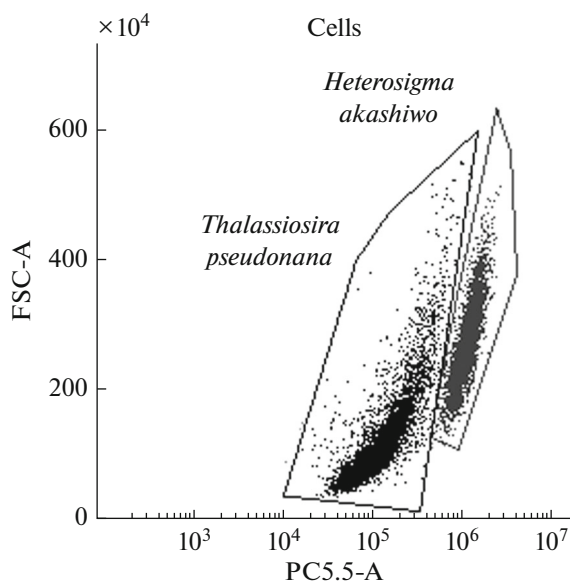 ×10⁴
Cells
Heterosigma
akashiwo
Thalassiosira
pseudonana
FSC-A
600
400
200
0
10³ 10⁴ 10⁵ 10⁶ 10⁷
PC5.5-A